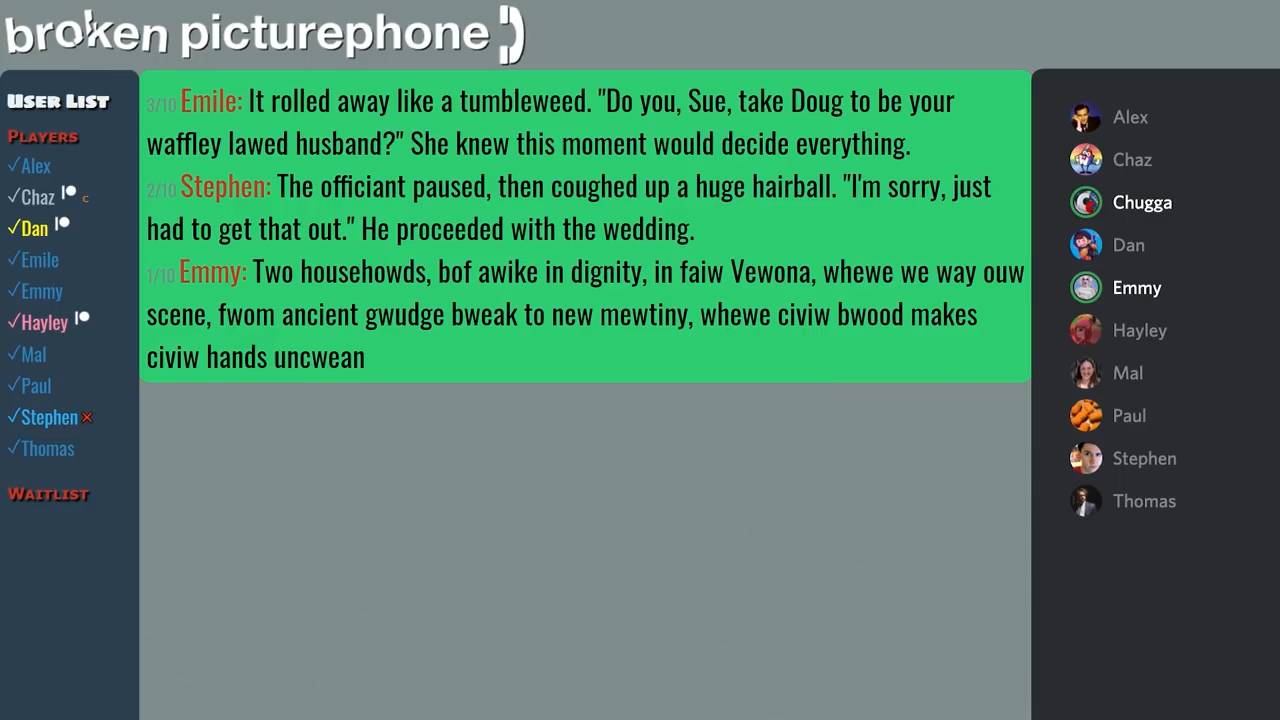 broken picturephone
USER LIST
PLAYERS
✓Alex
✓Chaz c
✓Dan
✓Emile
✓Emmy
✓Hayley
✓Mal
✓Paul
✓Stephen ✕
✓Thomas
WAITLIST
3/10 Emile: It rolled away like a tumbleweed. "Do you, Sue, take Doug to be your
waffley lawed husband?" She knew this moment would decide everything.
2/10 Stephen: The officiant paused, then coughed up a huge hairball. "I'm sorry, just
had to get that out." He proceeded with the wedding.
1/10 Emmy: Two househowds, bof awike in dignity, in faiw Vewona, whewe we way ouw
scene, fwom ancient gwudge bweak to new mewtiny, whewe civiw bwood makes
civiw hands uncwean
Alex
Chaz
Chugga
Dan
Emmy
Hayley
Mal
Paul
Stephen
Thomas